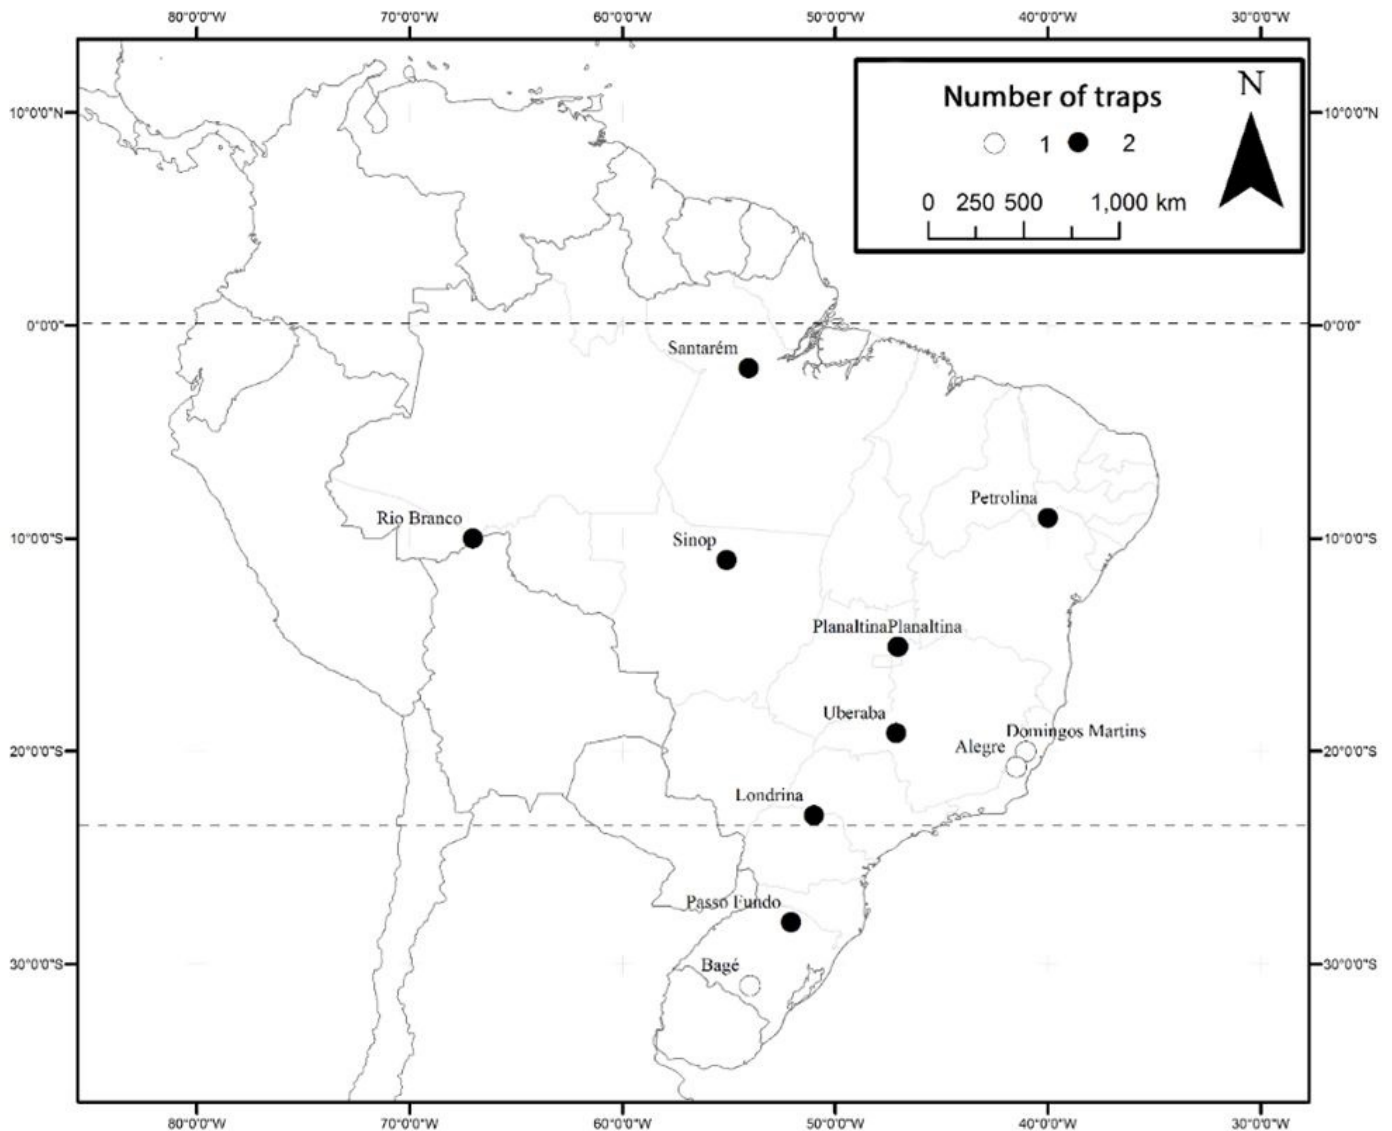 80°0'0"W 70°0'0"W 60°0'0"W 50°0'0"W 40°0'0"W 30°0'0"W
Number of traps
N
1 2
0 250 500 1,000 km
10°0'0"N 10°0'0"N
0°0'0" 0°0'0"
Santarém
Petrolina
Rio Branco
Sinop
10°0'0"S 10°0'0"S
PlanaltinaPlanaltina
Uberaba
Domingos Martins
Alegre
20°0'0"S 20°0'0"S
Londrina
Passo Fundo
Bagé
30°0'0"S 30°0'0"S
80°0'0"W 70°0'0"W 60°0'0"W 50°0'0"W 40°0'0"W 30°0'0"W